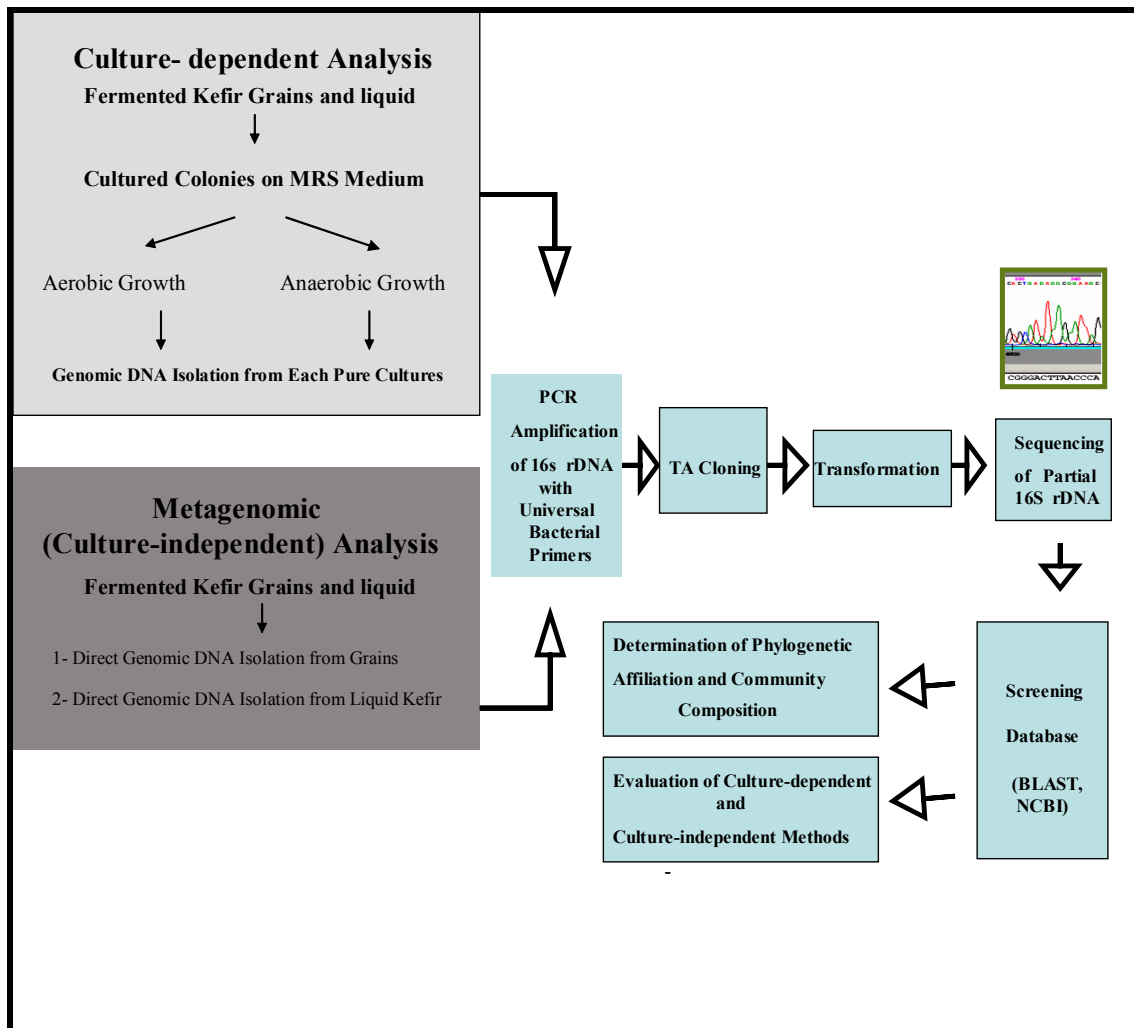 Culture- dependent Analysis
Fermented Kefir Grains and liquid
Cultured Colonies on MRS Medium
Aerobic Growth
Anaerobic Growth
Genomic DNA Isolation from Each Pure Cultures
Metagenomic
(Culture-independent) Analysis
Fermented Kefir Grains and liquid
1- Direct Genomic DNA Isolation from Grains
2- Direct Genomic DNA Isolation from Liquid Kefir
PCR
Amplification
of 16s rDNA
with
Universal
Bacterial
Primers
TA Cloning
Transformation
CGGGACTTAACCCA
Sequencing
of Partial
16S rDNA
Screening
Database
(BLAST,
NCBI)
Determination of Phylogenetic
Affiliation and Community
Composition
Evaluation of Culture-dependent
and
Culture-independent Methods
-